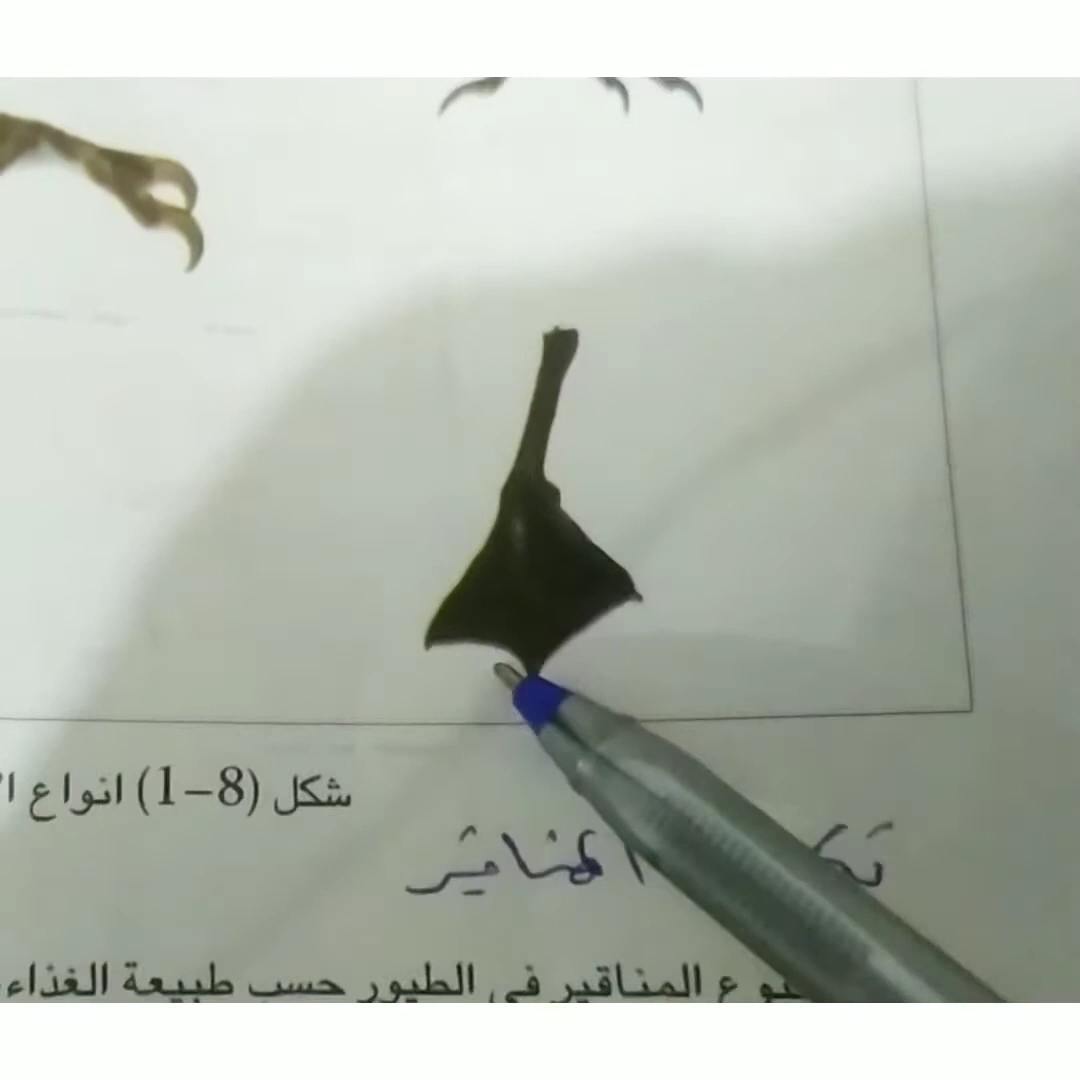 شكل (8-1) انواع ا
المناقير
ع المناقير في الطيور حسب طبيعة الغذاء،